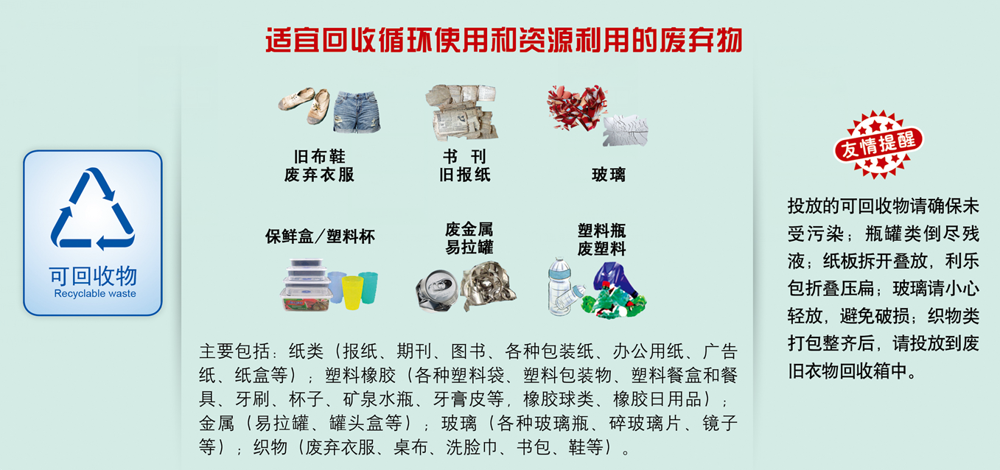 适宜回收循环使用和资源利用的废弃物
旧布鞋
废弃衣服
书 刊
旧报纸
玻璃
保鲜盒/塑料杯
废金属
易拉罐
塑料瓶
废塑料
可回收物
Recyclable waste
主要包括：纸类（报纸、期刊、图书、各种包装纸、办公用纸、广告
纸、纸盒等）；塑料橡胶（各种塑料袋、塑料包装物、塑料餐盒和餐
具、牙刷、杯子、矿泉水瓶、牙膏皮等，橡胶球类、橡胶日用品）；
金属（易拉罐、罐头盒等）；玻璃（各种玻璃瓶、碎玻璃片、镜子
等）；织物（废弃衣服、桌布、洗脸巾、书包、鞋等）。
友情提醒
投放的可回收物请确保未
受污染；瓶罐类倒尽残
液；纸板拆开叠放，利乐
包折叠压扁；玻璃请小心
轻放，避免破损；织物类
打包整齐后，请投放到废
旧衣物回收箱中。